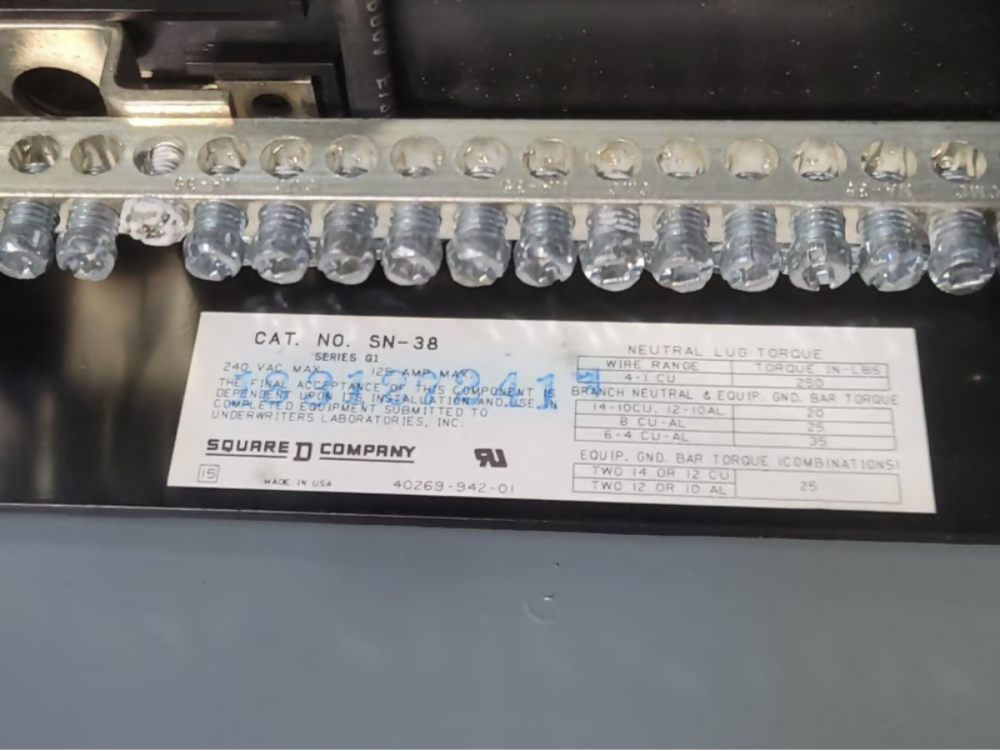 600V
CAT. NO. SN-38
SERIES G1
240 VAC MAX. 125 AMP MAX.
THE FINAL ACCEPTANCE OF THIS COMPONENT IS
DEPENDENT UPON ITS INSTALLATION AND USE IN
COMPLETED EQUIPMENT SUBMITTED TO
UNDERWRITERS LABORATORIES, INC.
SQUARE D COMPANY
15
MADE IN USA
40269-942-01
NEUTRAL LUG TORQUE
WIRE RANGE TORQUE IN-LBS
4-1 CU 250
BRANCH NEUTRAL & EQUIP. GND. BAR TORQUE
14-10CU, 12-10AL 20
8 CU-AL 25
6-4 CU-AL 35
EQUIP. GND. BAR TORQUE (COMBINATIONS)
TWO 14 OR 12 CU 25
TWO 12 OR 10 AL